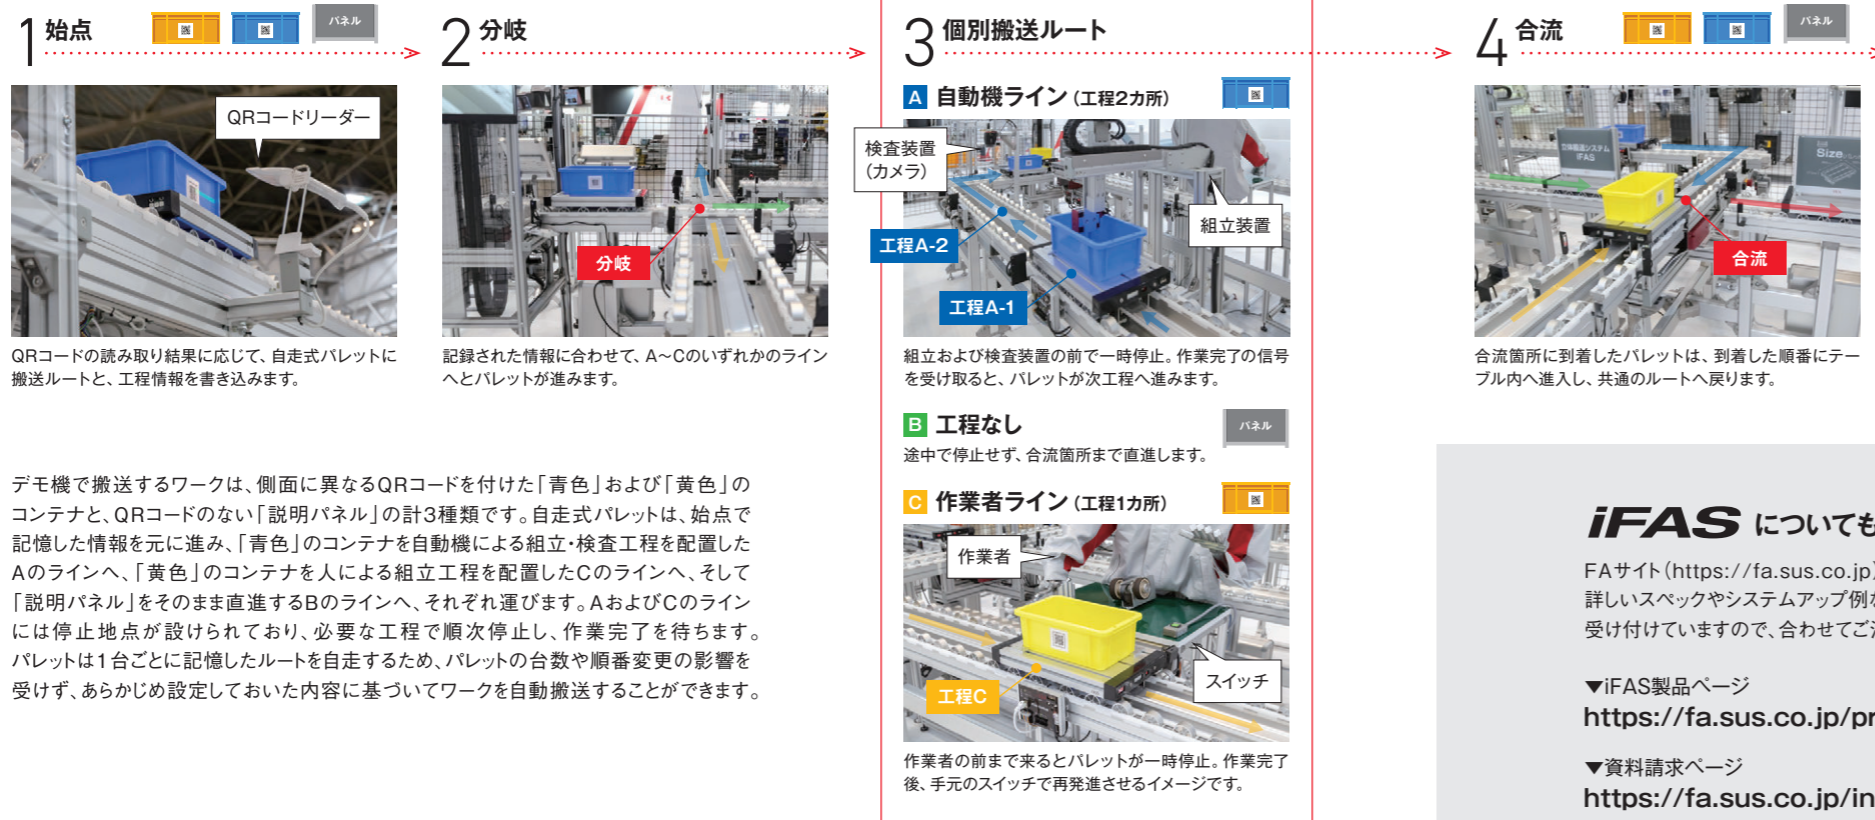 1 始点
パネル
QRコードリーダー
QRコードの読み取り結果に応じて、自走式パレットに
搬送ルートと、工程情報を書き込みます。
2 分岐
分岐
記録された情報に合わせて、A～Cのいずれかのライン
へとパレットが進みます。
デモ機で搬送するワークは、側面に異なるQRコードを付けた「青色」および「黄色」の
コンテナと、QRコードのない「説明パネル」の計3種類です。自走式パレットは、始点で
記憶した情報を元に進み、「青色」のコンテナを自動機による組立・検査工程を配置した
Aのラインへ、「黄色」のコンテナを人による組立工程を配置したCのラインへ、そして
「説明パネル」をそのまま直進するBのラインへ、それぞれ運びます。AおよびCのライン
には停止地点が設けられており、必要な工程で順次停止し、作業完了を待ちます。
パレットは1台ごとに記憶したルートを自走するため、パレットの台数や順番変更の影響を
受けず、あらかじめ設定しておいた内容に基づいてワークを自動搬送することができます。
3 個別搬送ルート
A 自動機ライン（工程2カ所）
検査装置
（カメラ）
組立装置
工程A-2
工程A-1
組立および検査装置の前で一時停止。作業完了の信号
を受け取ると、パレットが次工程へ進みます。
B 工程なし
パネル
途中で停止せず、合流箇所まで直進します。
C 作業者ライン（工程1カ所）
作業者
スイッチ
工程C
作業者の前まで来るとパレットが一時停止。作業完了
後、手元のスイッチで再発進させるイメージです。
4 合流
パネル
iFAS
Size
合流
合流箇所に到着したパレットは、到着した順番にテー
ブル内へ進入し、共通のルートへ戻ります。
iFAS についても
FAサイト（https://fa.sus.co.jp）
詳しいスペックやシステムアップ例
受け付けていますので、合わせてご
▼iFAS製品ページ
https://fa.sus.co.jp/pr
▼資料請求ページ
https://fa.sus.co.jp/in